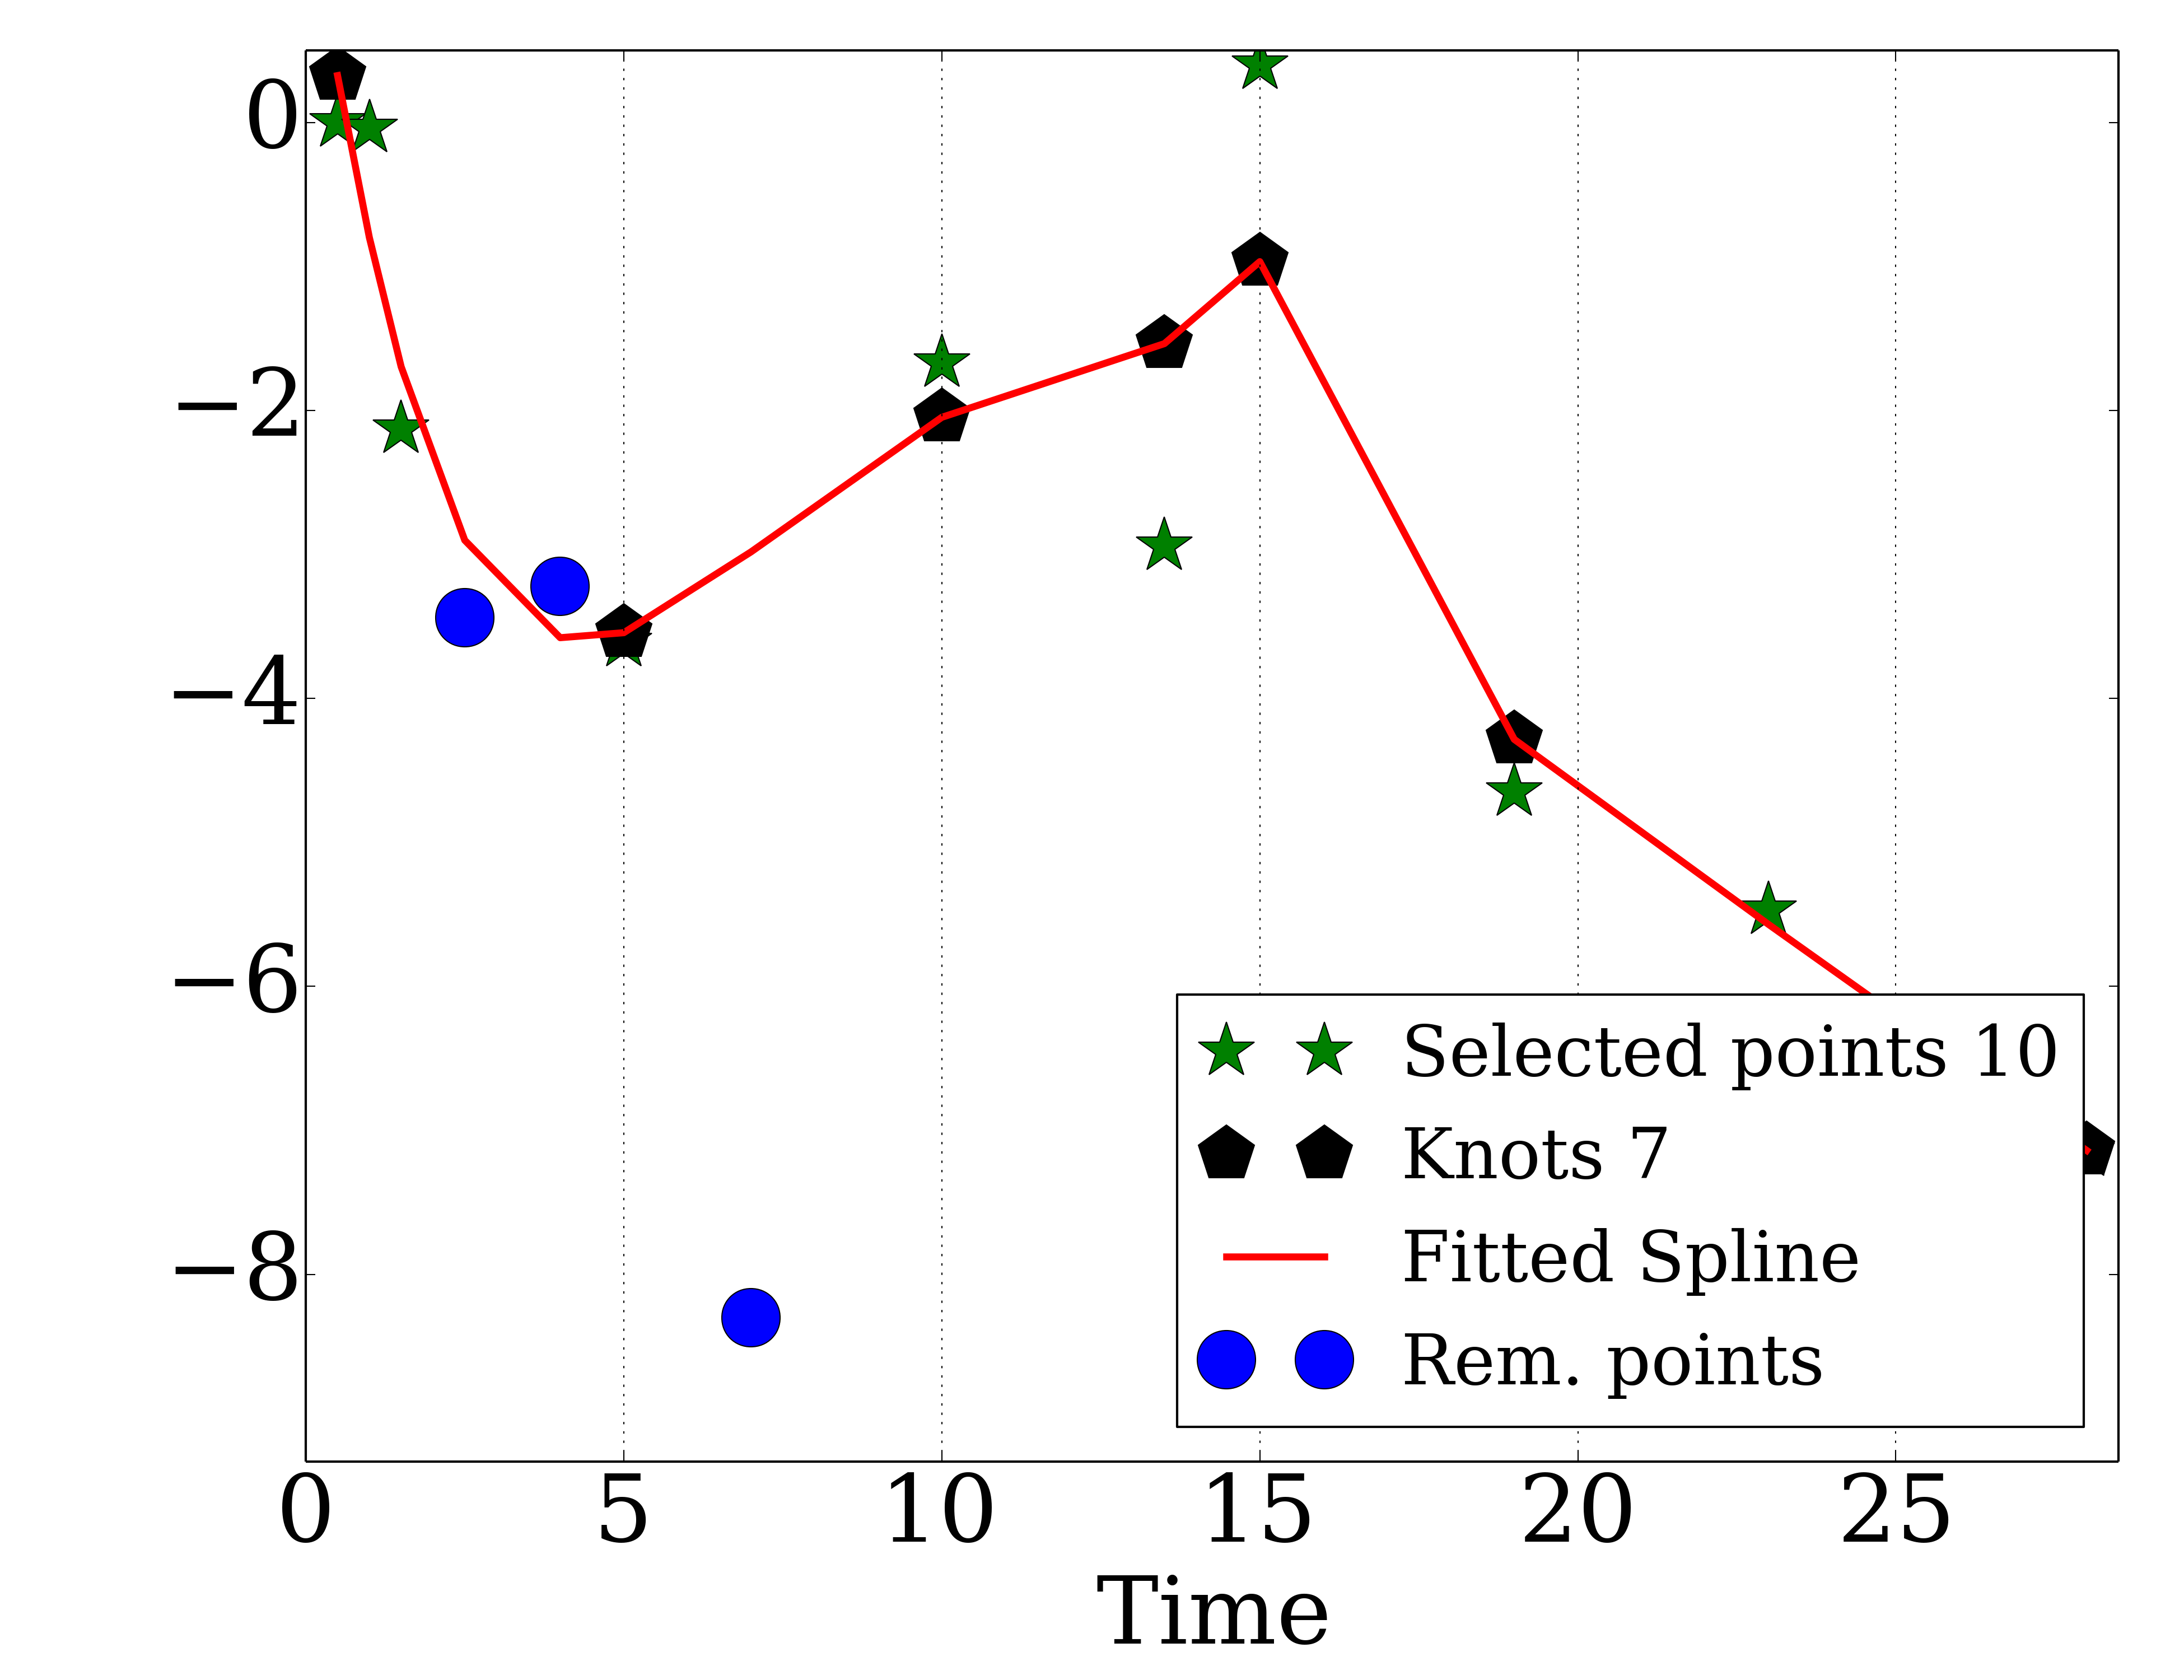 0
−2
−4
−6
−8
Selected points 10
Knots 7
Fitted Spline
Rem. points
0 5 10 15 20 25
Time